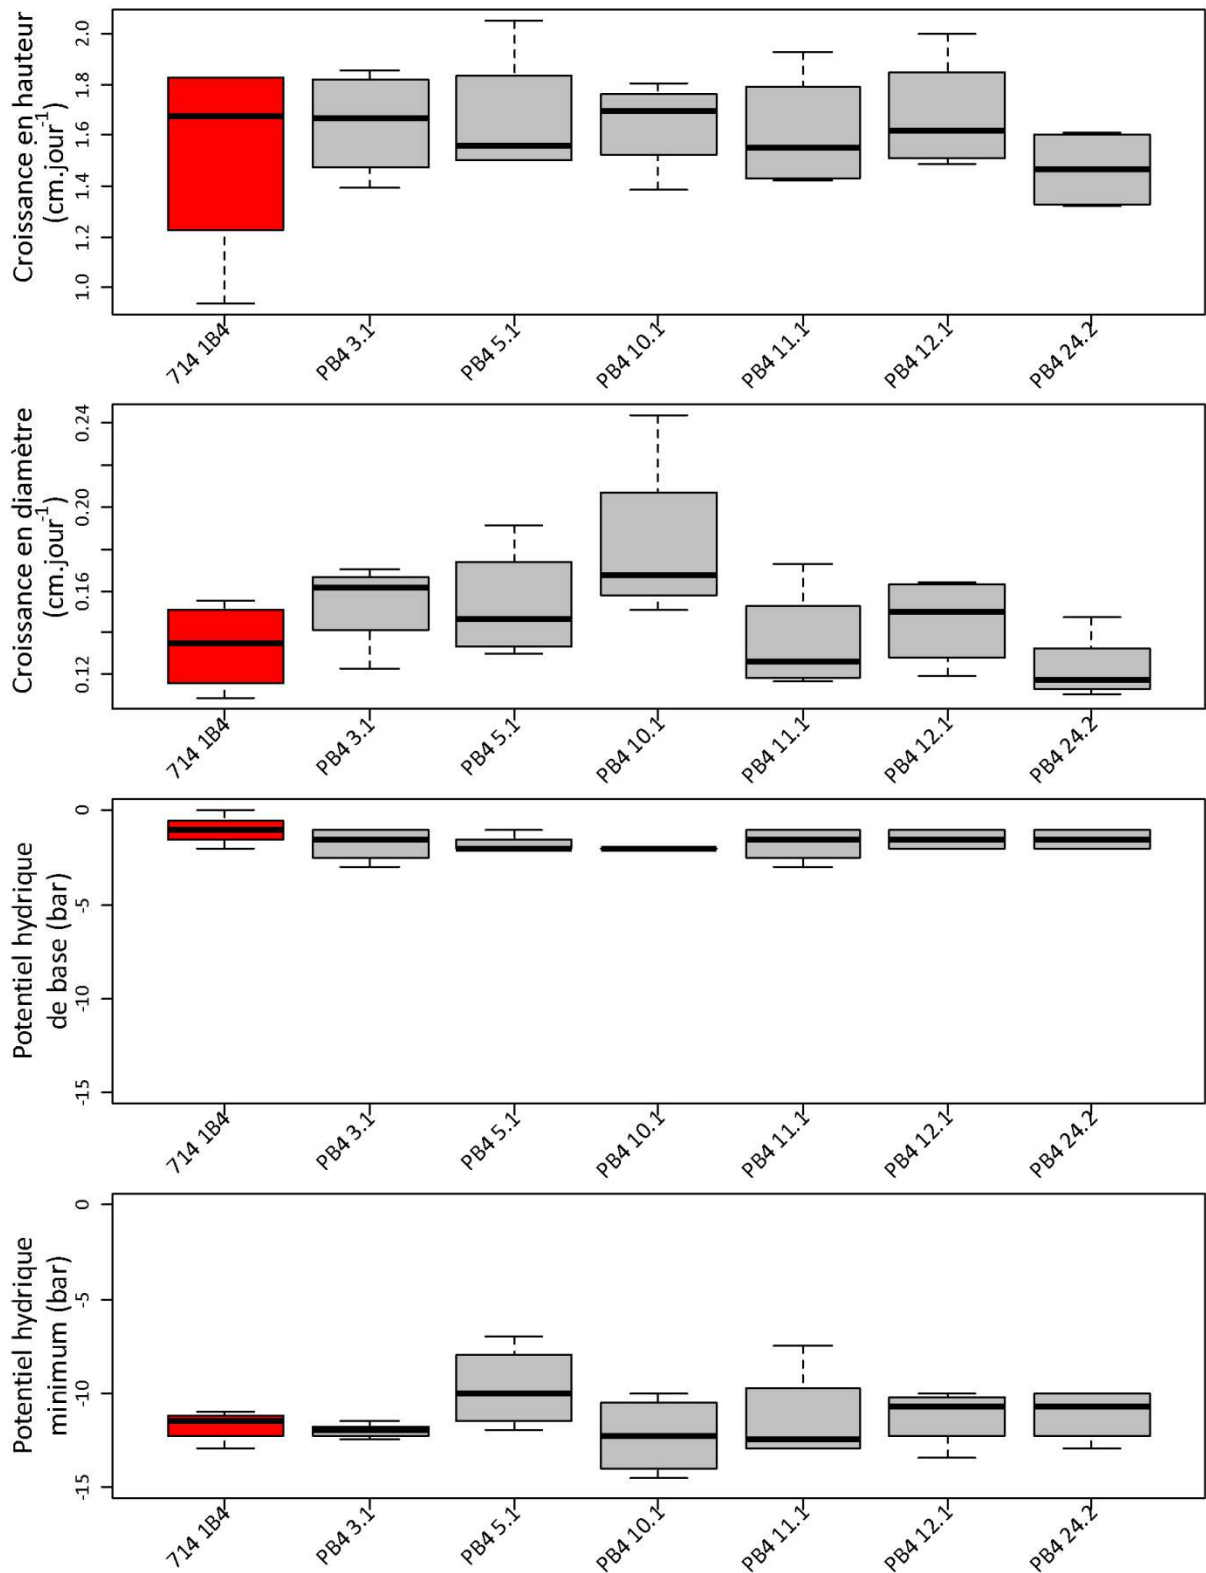 Croissance en hauteur
(cm.jour-1)
2.0
1.8
1.6
1.4
1.2
1.0
714 1B4
PB4 3.1
PB4 5.1
PB4 10.1
PB4 11.1
PB4 12.1
PB4 24.2
Croissance en diamètre
(cm.jour-1)
0.24
0.20
0.16
0.12
714 1B4
PB4 3.1
PB4 5.1
PB4 10.1
PB4 11.1
PB4 12.1
PB4 24.2
Potentiel hydrique
de base (bar)
0
-5
-10
-15
714 1B4
PB4 3.1
PB4 5.1
PB4 10.1
PB4 11.1
PB4 12.1
PB4 24.2
Potentiel hydrique
minimum (bar)
0
-5
-10
-15
714 1B4
PB4 3.1
PB4 5.1
PB4 10.1
PB4 11.1
PB4 12.1
PB4 24.2